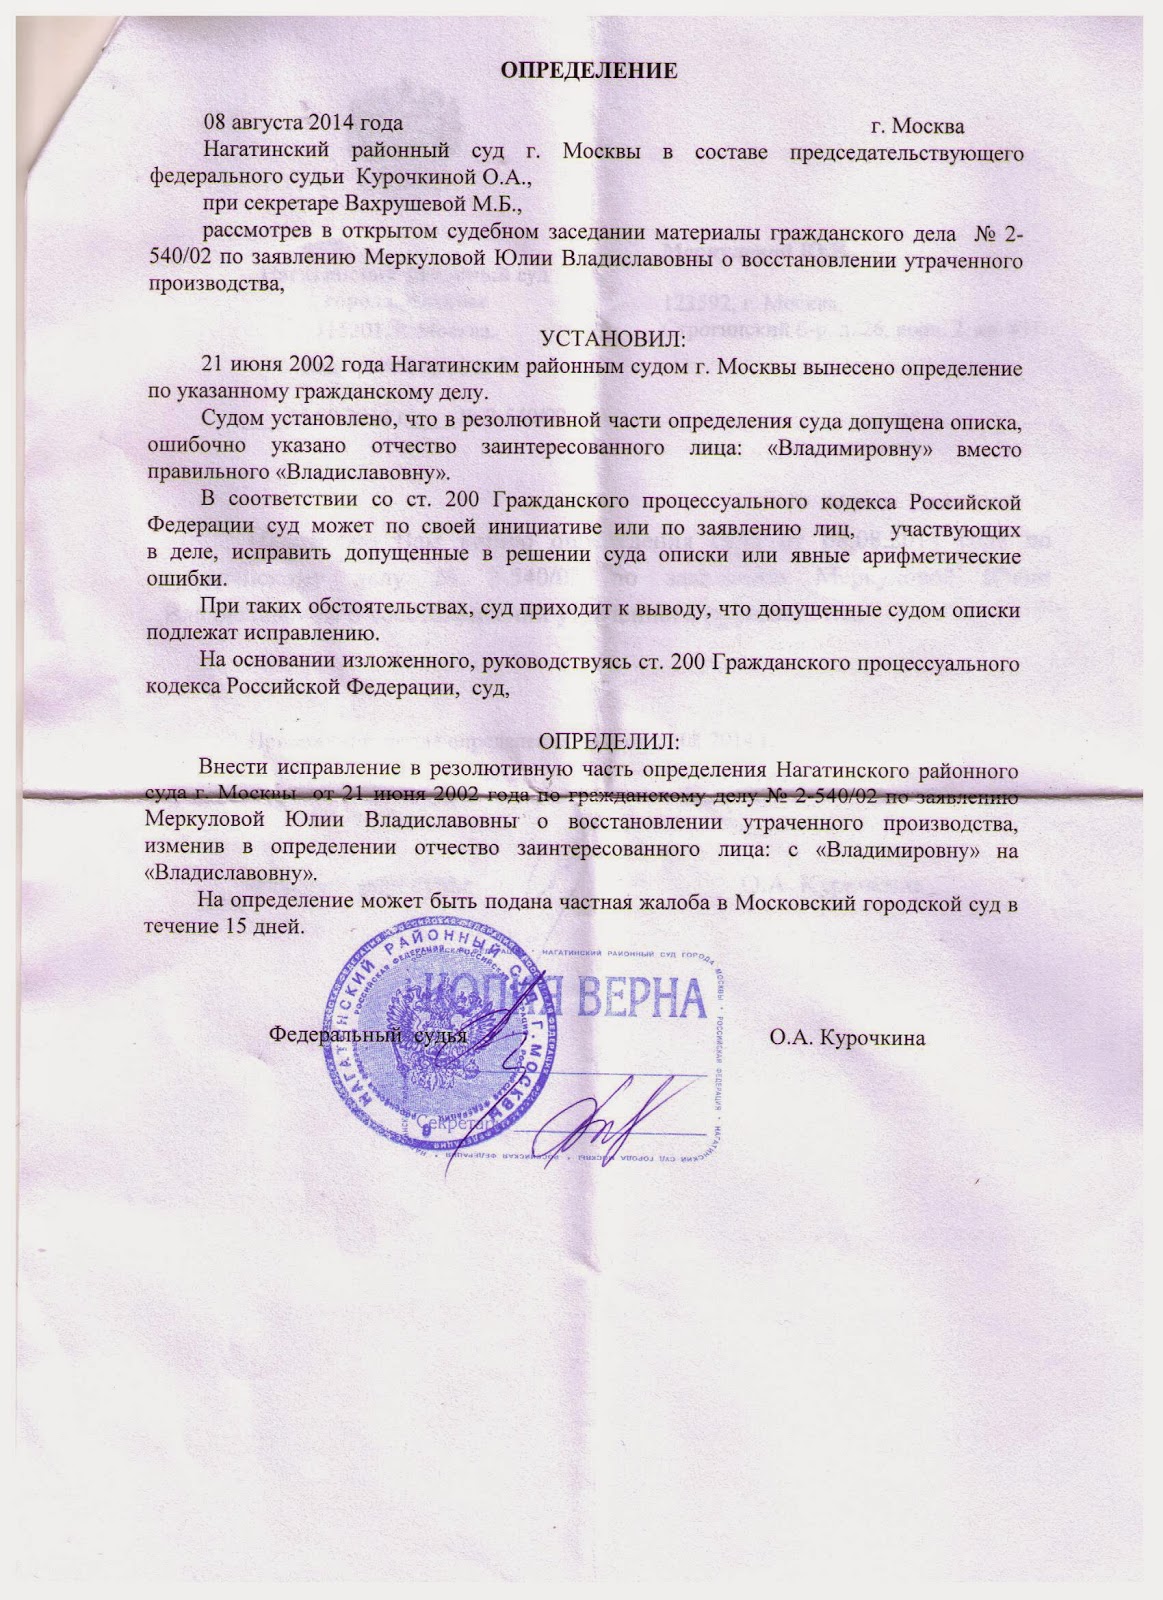 ОПРЕДЕЛЕНИЕ
08 августа 2014 года г. Москва
Нагатинский районный суд г. Москвы в составе председательствующего
федерального судьи Курочкиной О.А.,
при секретаре Вахрушевой М.Б.,
рассмотрев в открытом судебном заседании материалы гражданского дела № 2-
540/02 по заявлению Меркуловой Юлии Владиславовны о восстановлении утраченного
производства,
УСТАНОВИЛ:
21 июня 2002 года Нагатинским районным судом г. Москвы вынесено определение
по указанному гражданскому делу.
Судом установлено, что в резолютивной части определения суда допущена описка,
ошибочно указано отчество заинтересованного лица: «Владимировну» вместо
правильного «Владиславовну».
В соответствии со ст. 200 Гражданского процессуального кодекса Российской
Федерации суд может по своей инициативе или по заявлению лиц, участвующих
в деле, исправить допущенные в решении суда описки или явные арифметические
ошибки.
При таких обстоятельствах, суд приходит к выводу, что допущенные судом описки
подлежат исправлению.
На основании изложенного, руководствуясь ст. 200 Гражданского процессуального
кодекса Российской Федерации, суд,
ОПРЕДЕЛИЛ:
Внести исправление в резолютивную часть определения Нагатинского районного
суда г. Москвы от 21 июня 2002 года по гражданскому делу № 2-540/02 по заявлению
Меркуловой Юлии Владиславовны о восстановлении утраченного производства,
изменив в определении отчество заинтересованного лица: с «Владимировну» на
«Владиславовну».
На определение может быть подана частная жалоба в Московский городской суд в
течение 15 дней.
НАГАТИНСКИЙ РАЙОННЫЙ СУД Г. МОСКВЫ
НАГАТИНСКИЙ РАЙОННЫЙ СУД ГОРОДА МОСКВЫ • РОССИЙСКАЯ ФЕДЕРАЦИЯ •
КОПИЯ ВЕРНА
Федеральный судья О.А. Курочкина
Секретарь